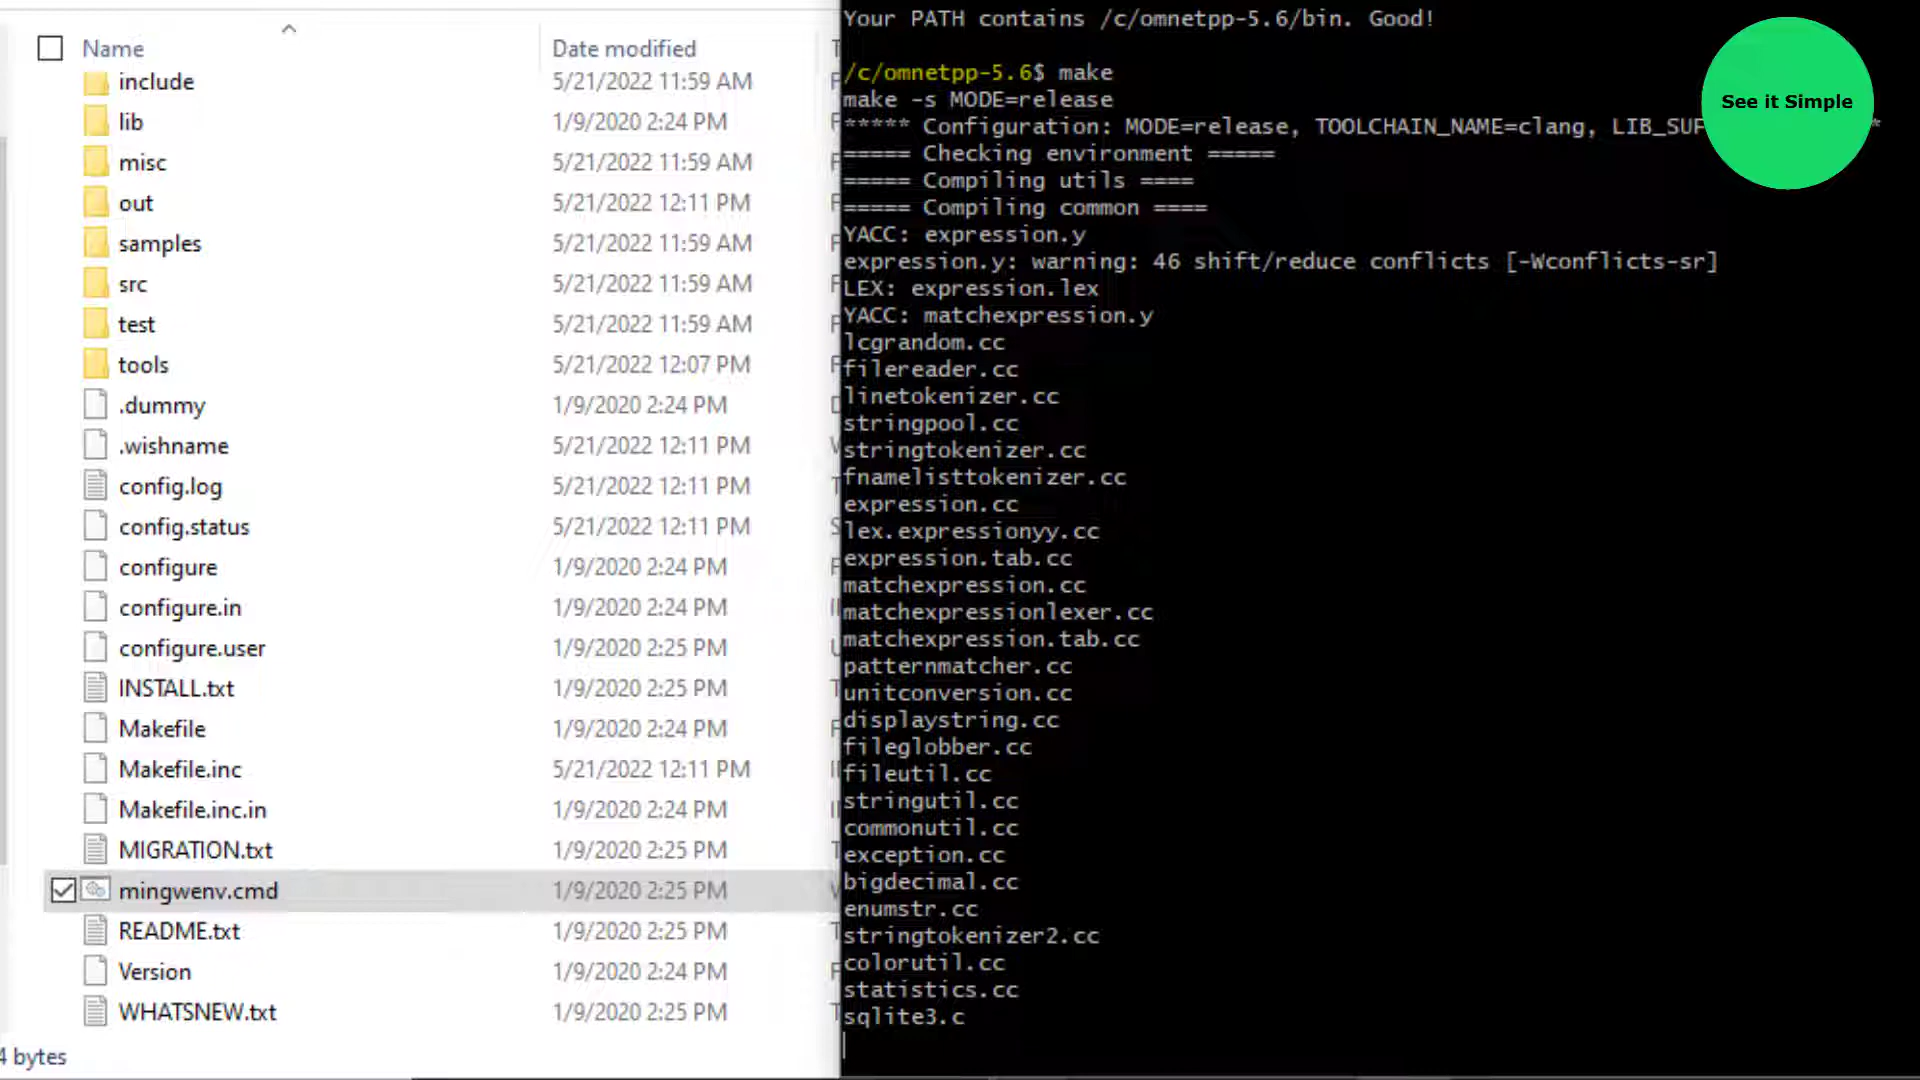 Name Date modified
include 5/21/2022 11:59 AM
lib 1/9/2020 2:24 PM
misc 5/21/2022 11:59 AM
out 5/21/2022 12:11 PM
samples 5/21/2022 11:59 AM
src 5/21/2022 11:59 AM
test 5/21/2022 11:59 AM
tools 5/21/2022 12:07 PM
.dummy 1/9/2020 2:24 PM
.wishname 5/21/2022 12:11 PM
config.log 5/21/2022 12:11 PM
config.status 5/21/2022 12:11 PM
configure 1/9/2020 2:24 PM
configure.in 1/9/2020 2:24 PM
configure.user 1/9/2020 2:25 PM
INSTALL.txt 1/9/2020 2:25 PM
Makefile 1/9/2020 2:24 PM
Makefile.inc 5/21/2022 12:11 PM
Makefile.inc.in 1/9/2020 2:24 PM
MIGRATION.txt 1/9/2020 2:25 PM
mingwenv.cmd 1/9/2020 2:25 PM
README.txt 1/9/2020 2:25 PM
Version 1/9/2020 2:24 PM
WHATSNEW.txt 1/9/2020 2:25 PM
4 bytes
Your PATH contains /c/omnetpp-5.6/bin. Good!
/c/omnetpp-5.6$ make
make -s MODE=release
***** Configuration: MODE=release, TOOLCHAIN_NAME=clang, LIB_SUF
===== Checking environment =====
===== Compiling utils ====
===== Compiling common ====
YACC: expression.y
expression.y: warning: 46 shift/reduce conflicts [-Wconflicts-sr]
LEX: expression.lex
YACC: matchexpression.y
lcgrandom.cc
filereader.cc
linetokenizer.cc
stringpool.cc
stringtokenizer.cc
fnamelisttokenizer.cc
expression.cc
lex.expressionyy.cc
expression.tab.cc
matchexpression.cc
matchexpressionlexer.cc
matchexpression.tab.cc
patternmatcher.cc
unitconversion.cc
displaystring.cc
fileglobber.cc
fileutil.cc
stringutil.cc
commonutil.cc
exception.cc
bigdecimal.cc
enumstr.cc
stringtokenizer2.cc
colorutil.cc
statistics.cc
sqlite3.c
See it Simple